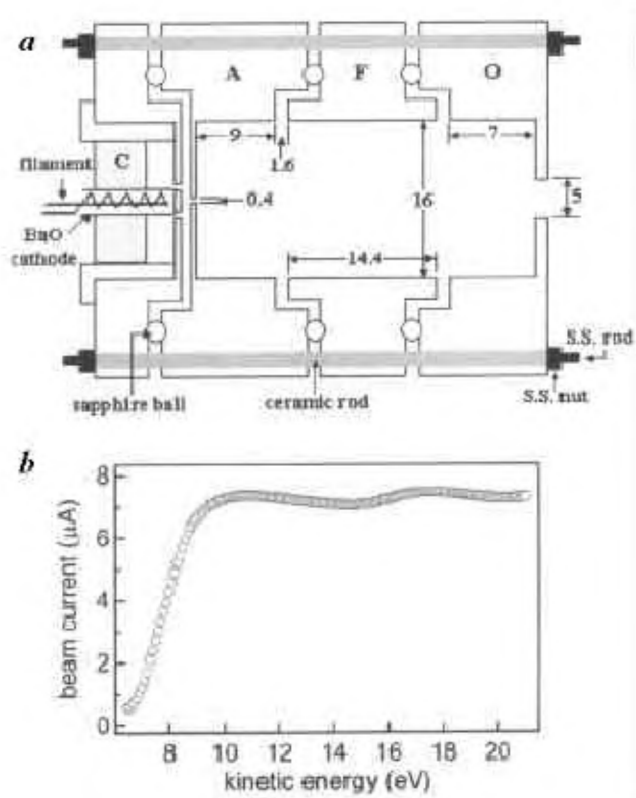 a
A
F
O
C
9
1.6
7
filament
0.4
16
5
BaO
cathode
14.4
S.S. rod
S.S. nut
sapphire ball
ceramic rod
b
8
6
4
2
0
beam current (μA)
8 10 12 14 16 18 20
kinetic energy (eV)